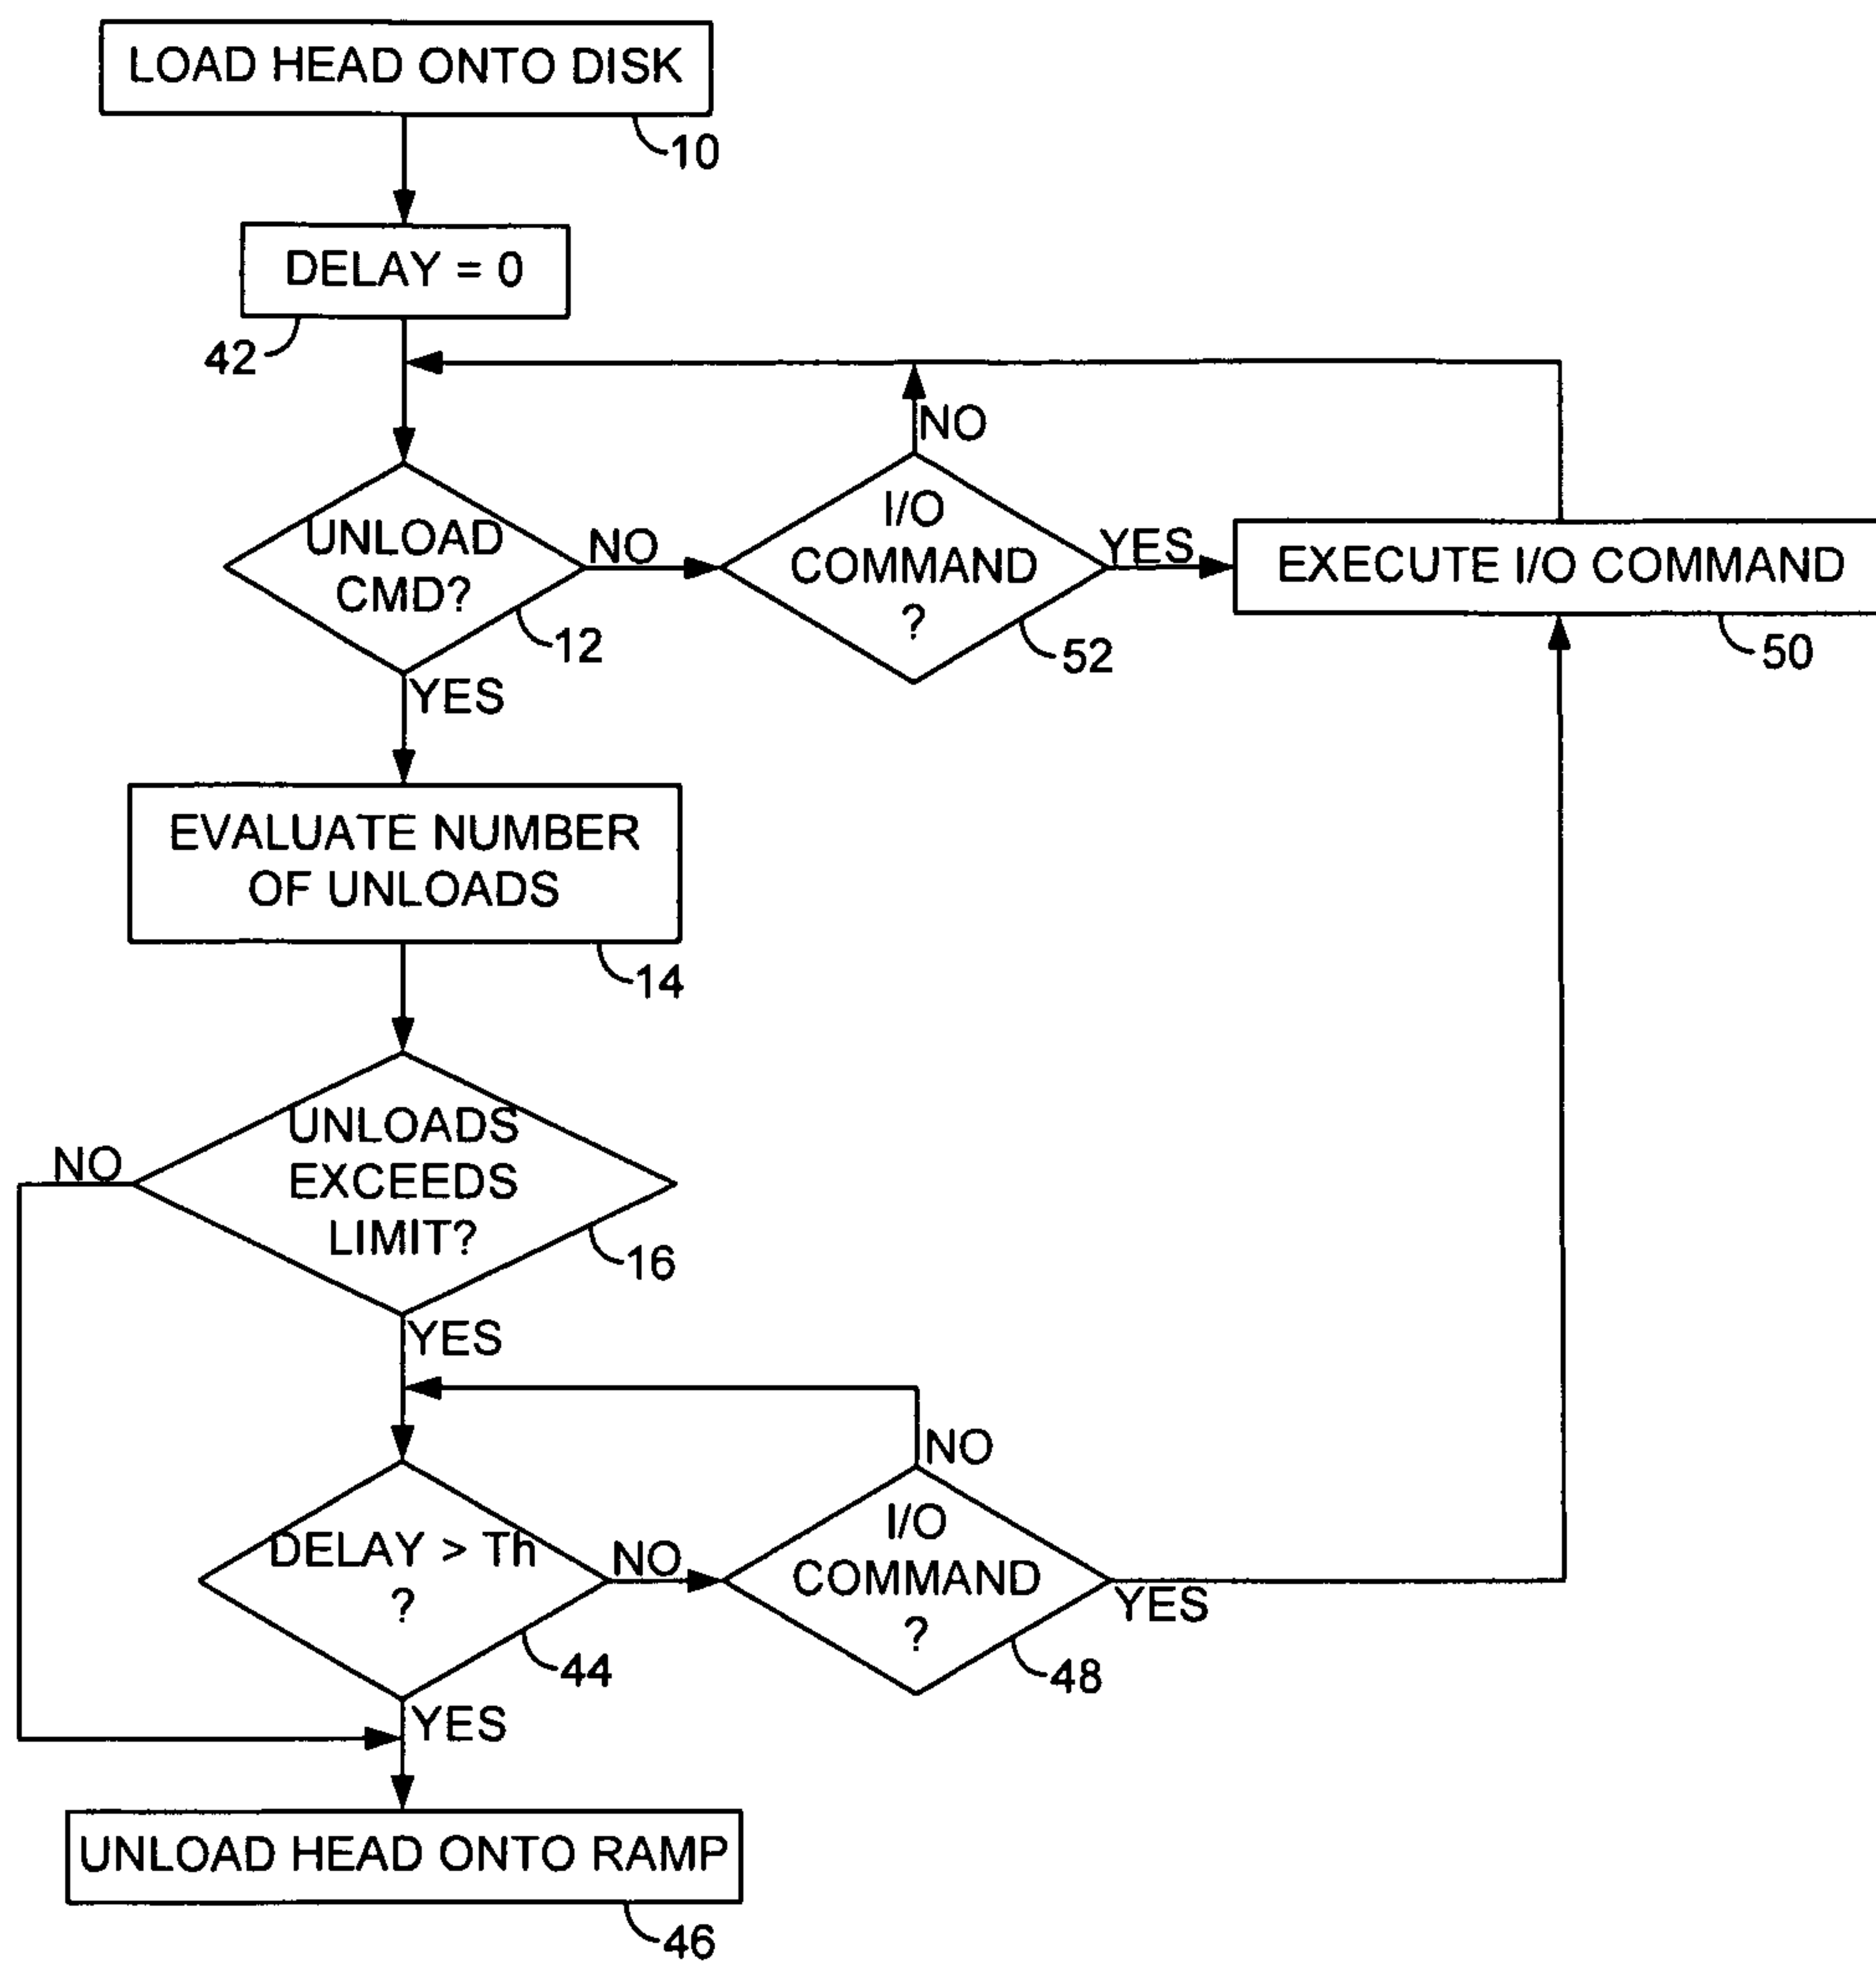 LOAD HEAD ONTO DISK
10
DELAY = 0
42
NO
UNLOAD
CMD?
12
NO
I/O
COMMAND
?
52
YES
EXECUTE I/O COMMAND
50
YES
EVALUATE NUMBER
OF UNLOADS
14
NO
UNLOADS
EXCEEDS
LIMIT?
16
YES
NO
DELAY > Th
?
44
NO
I/O
COMMAND
?
48
YES
YES
UNLOAD HEAD ONTO RAMP
46